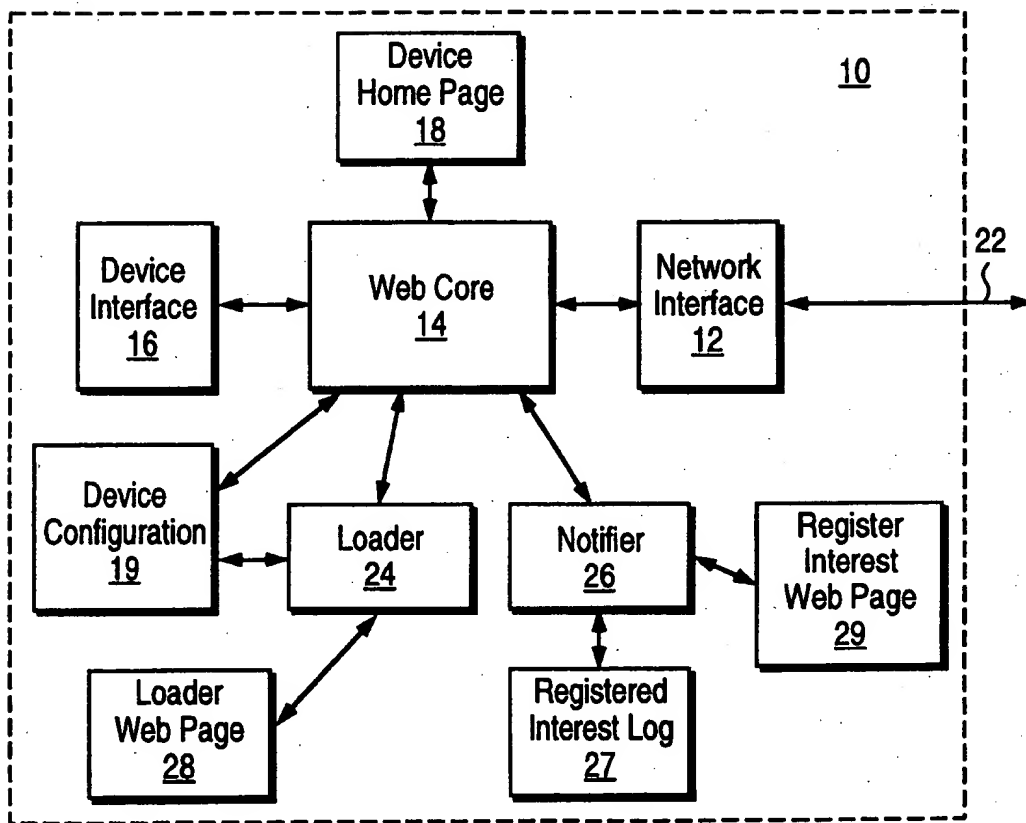 Device
Home Page
18
10
Device
Interface
16
Web Core
14
Network
Interface
12
22
Device
Configuration
19
Loader
24
Notifier
26
Register
Interest
Web Page
29
Loader
Web Page
28
Registered
Interest Log
27